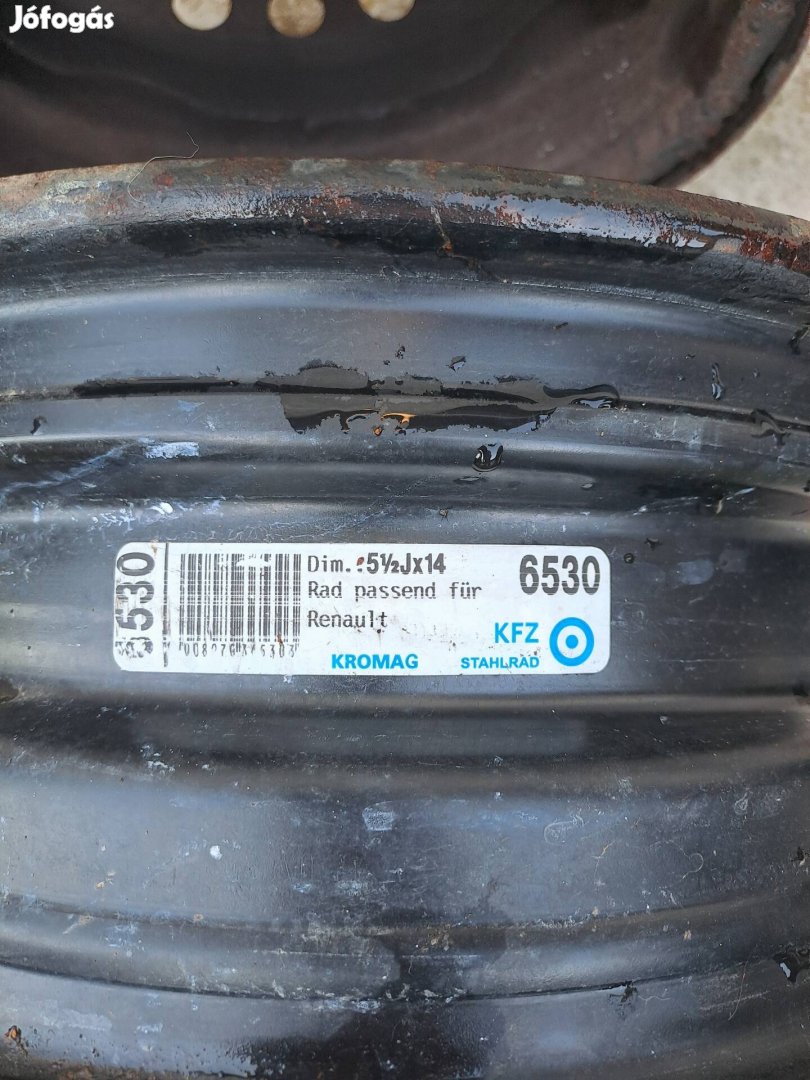 Jófogás
6530
Dim.:5½Jx14
Rad passend für
Renault
6530
KFZ
KROMAG
STAHLRAD